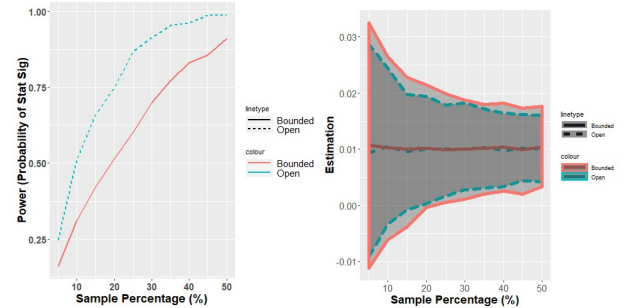 1.00
0.75
0.50
0.25
10
20
30
40
50
Sample Percentage (%)
Power (Probability of Stat Sig)
linetype
Bounded
Open
colour
Bounded
Open
0.03
0.02
0.01
0.00
-0.01
10
20
30
40
50
Sample Percentage (%)
Estimation
linetype
Bounded
Open
colour
Bounded
Open